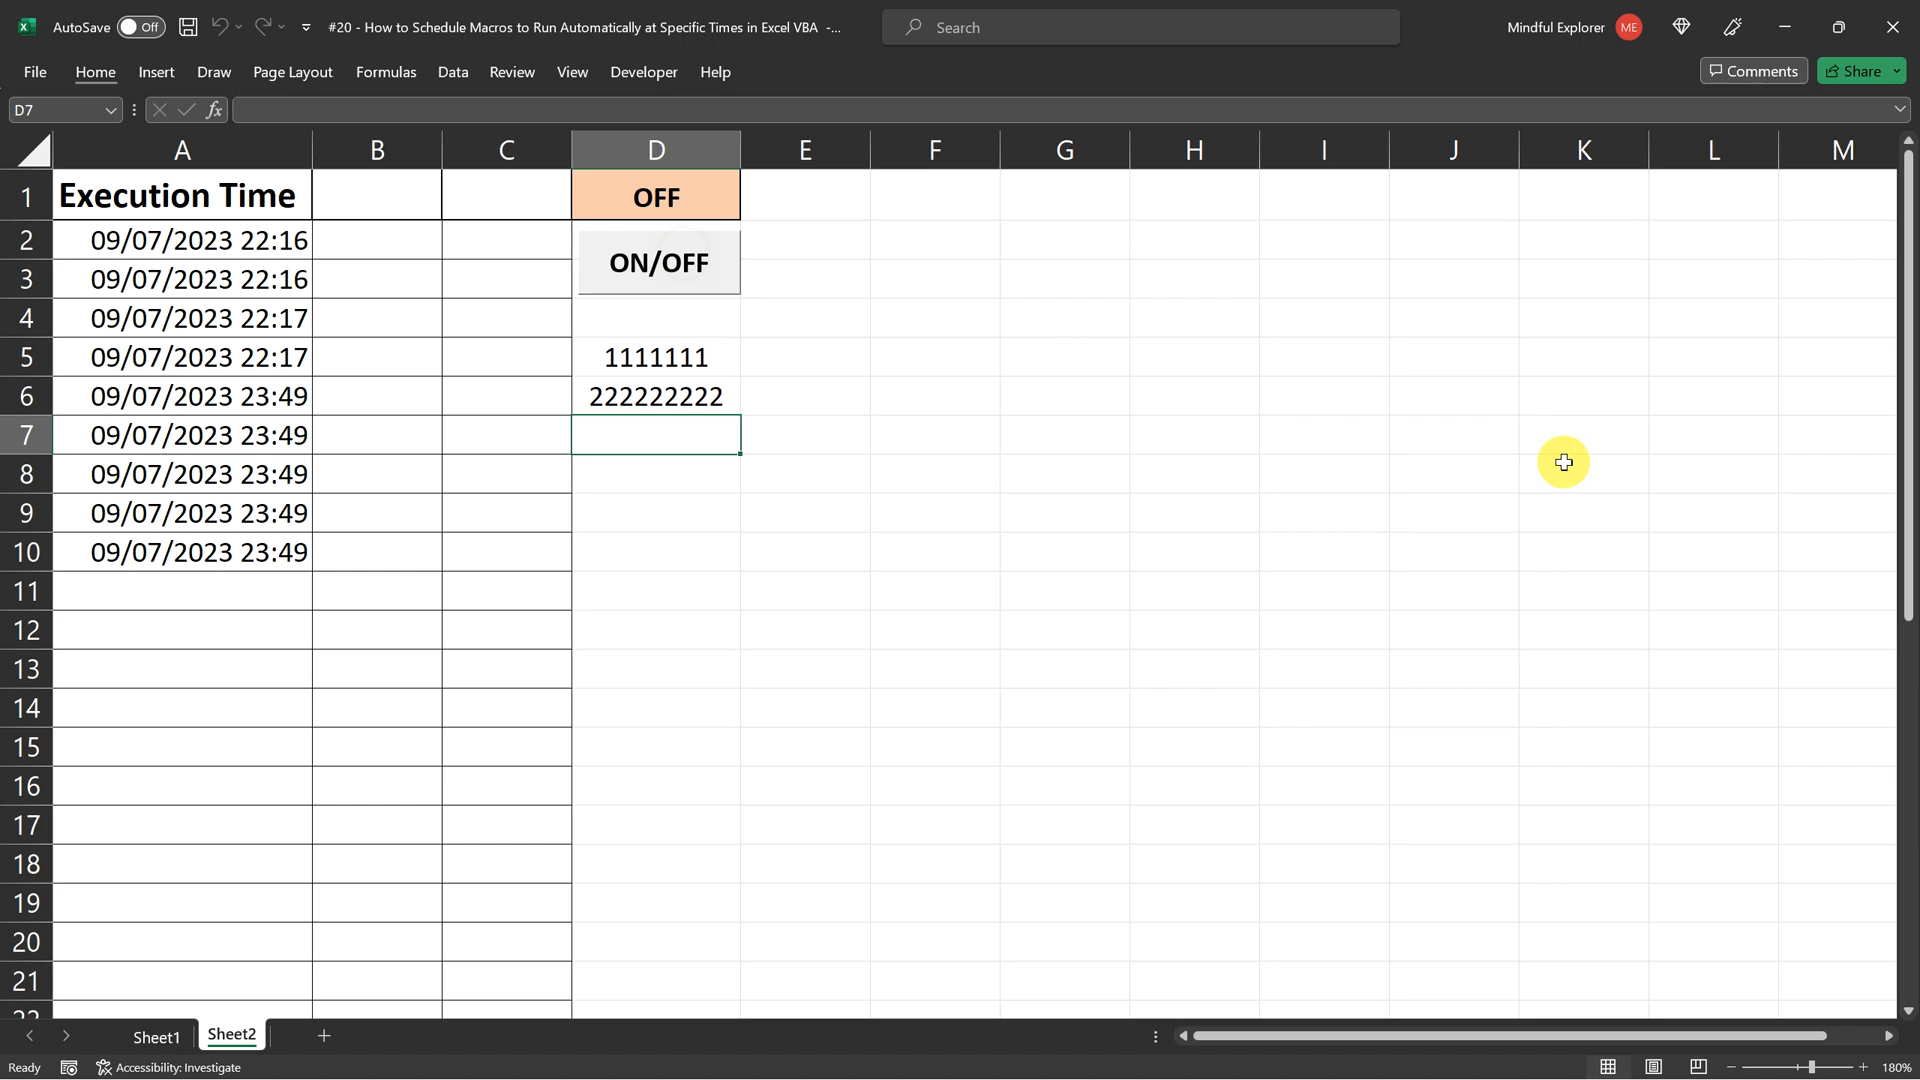 AutoSave Off #20 - How to Schedule Macros to Run Automatically at Specific Times in Excel VBA -... Search Mindful Explorer ME
File Home Insert Draw Page Layout Formulas Data Review View Developer Help Comments Share
D7 fx
A B C D E F G H I J K L M
1 Execution Time OFF
2 09/07/2023 22:16
ON/OFF
3 09/07/2023 22:16
4 09/07/2023 22:17
5 09/07/2023 22:17 1111111
6 09/07/2023 23:49 222222222
7 09/07/2023 23:49
8 09/07/2023 23:49
9 09/07/2023 23:49
10 09/07/2023 23:49
11
12
13
14
15
16
17
18
19
20
21
22
Sheet1 Sheet2
Ready Accessibility: Investigate 180%